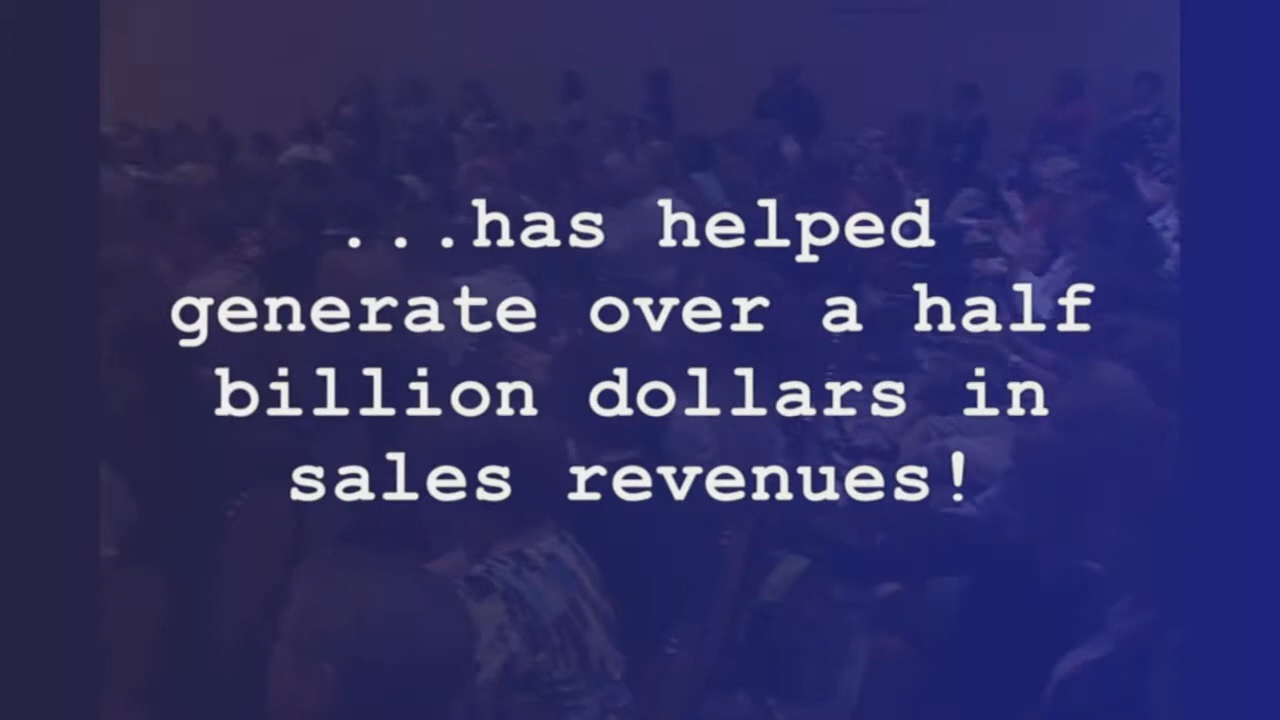 ...has helped
generate over a half
billion dollars in
sales revenues!